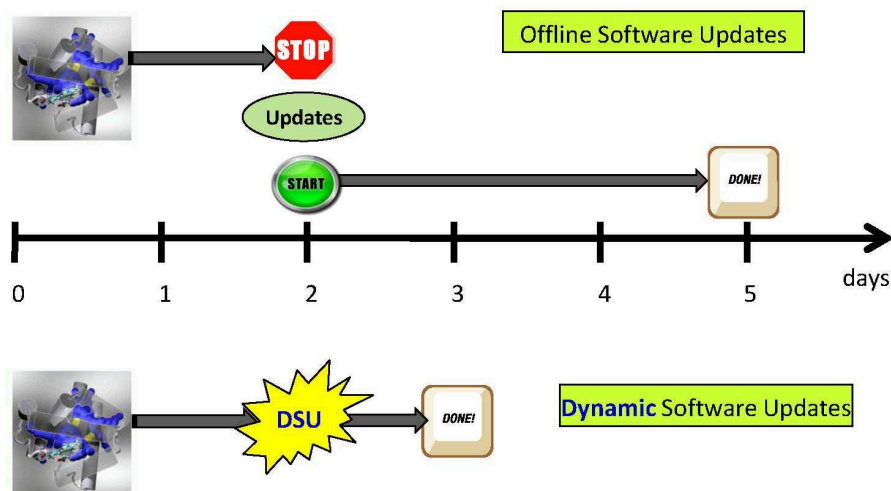 Offline Software Updates
STOP
Updates
START
DONE!
0 1 2 3 4 5
days
DSU
DONE!
Dynamic Software Updates